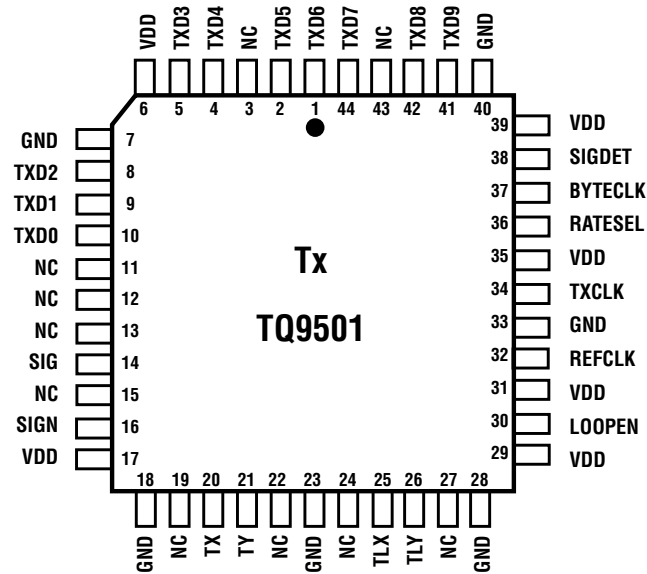 VDD TXD3 TXD4 NC TXD5 TXD6 TXD7 NC TXD8 TXD9 GND
6 5 4 3 2 1 44 43 42 41 40
GND 7
TXD2 8
TXD1 9
TXD0 10
NC 11
NC 12
NC 13
SIG 14
NC 15
SIGN 16
VDD 17
Tx
TQ9501
39 VDD
38 SIGDET
37 BYTECLK
36 RATESEL
35 VDD
34 TXCLK
33 GND
32 REFCLK
31 VDD
30 LOOPEN
29 VDD
18 19 20 21 22 23 24 25 26 27 28
GND NC TX TY NC GND NC TLX TLY NC GND